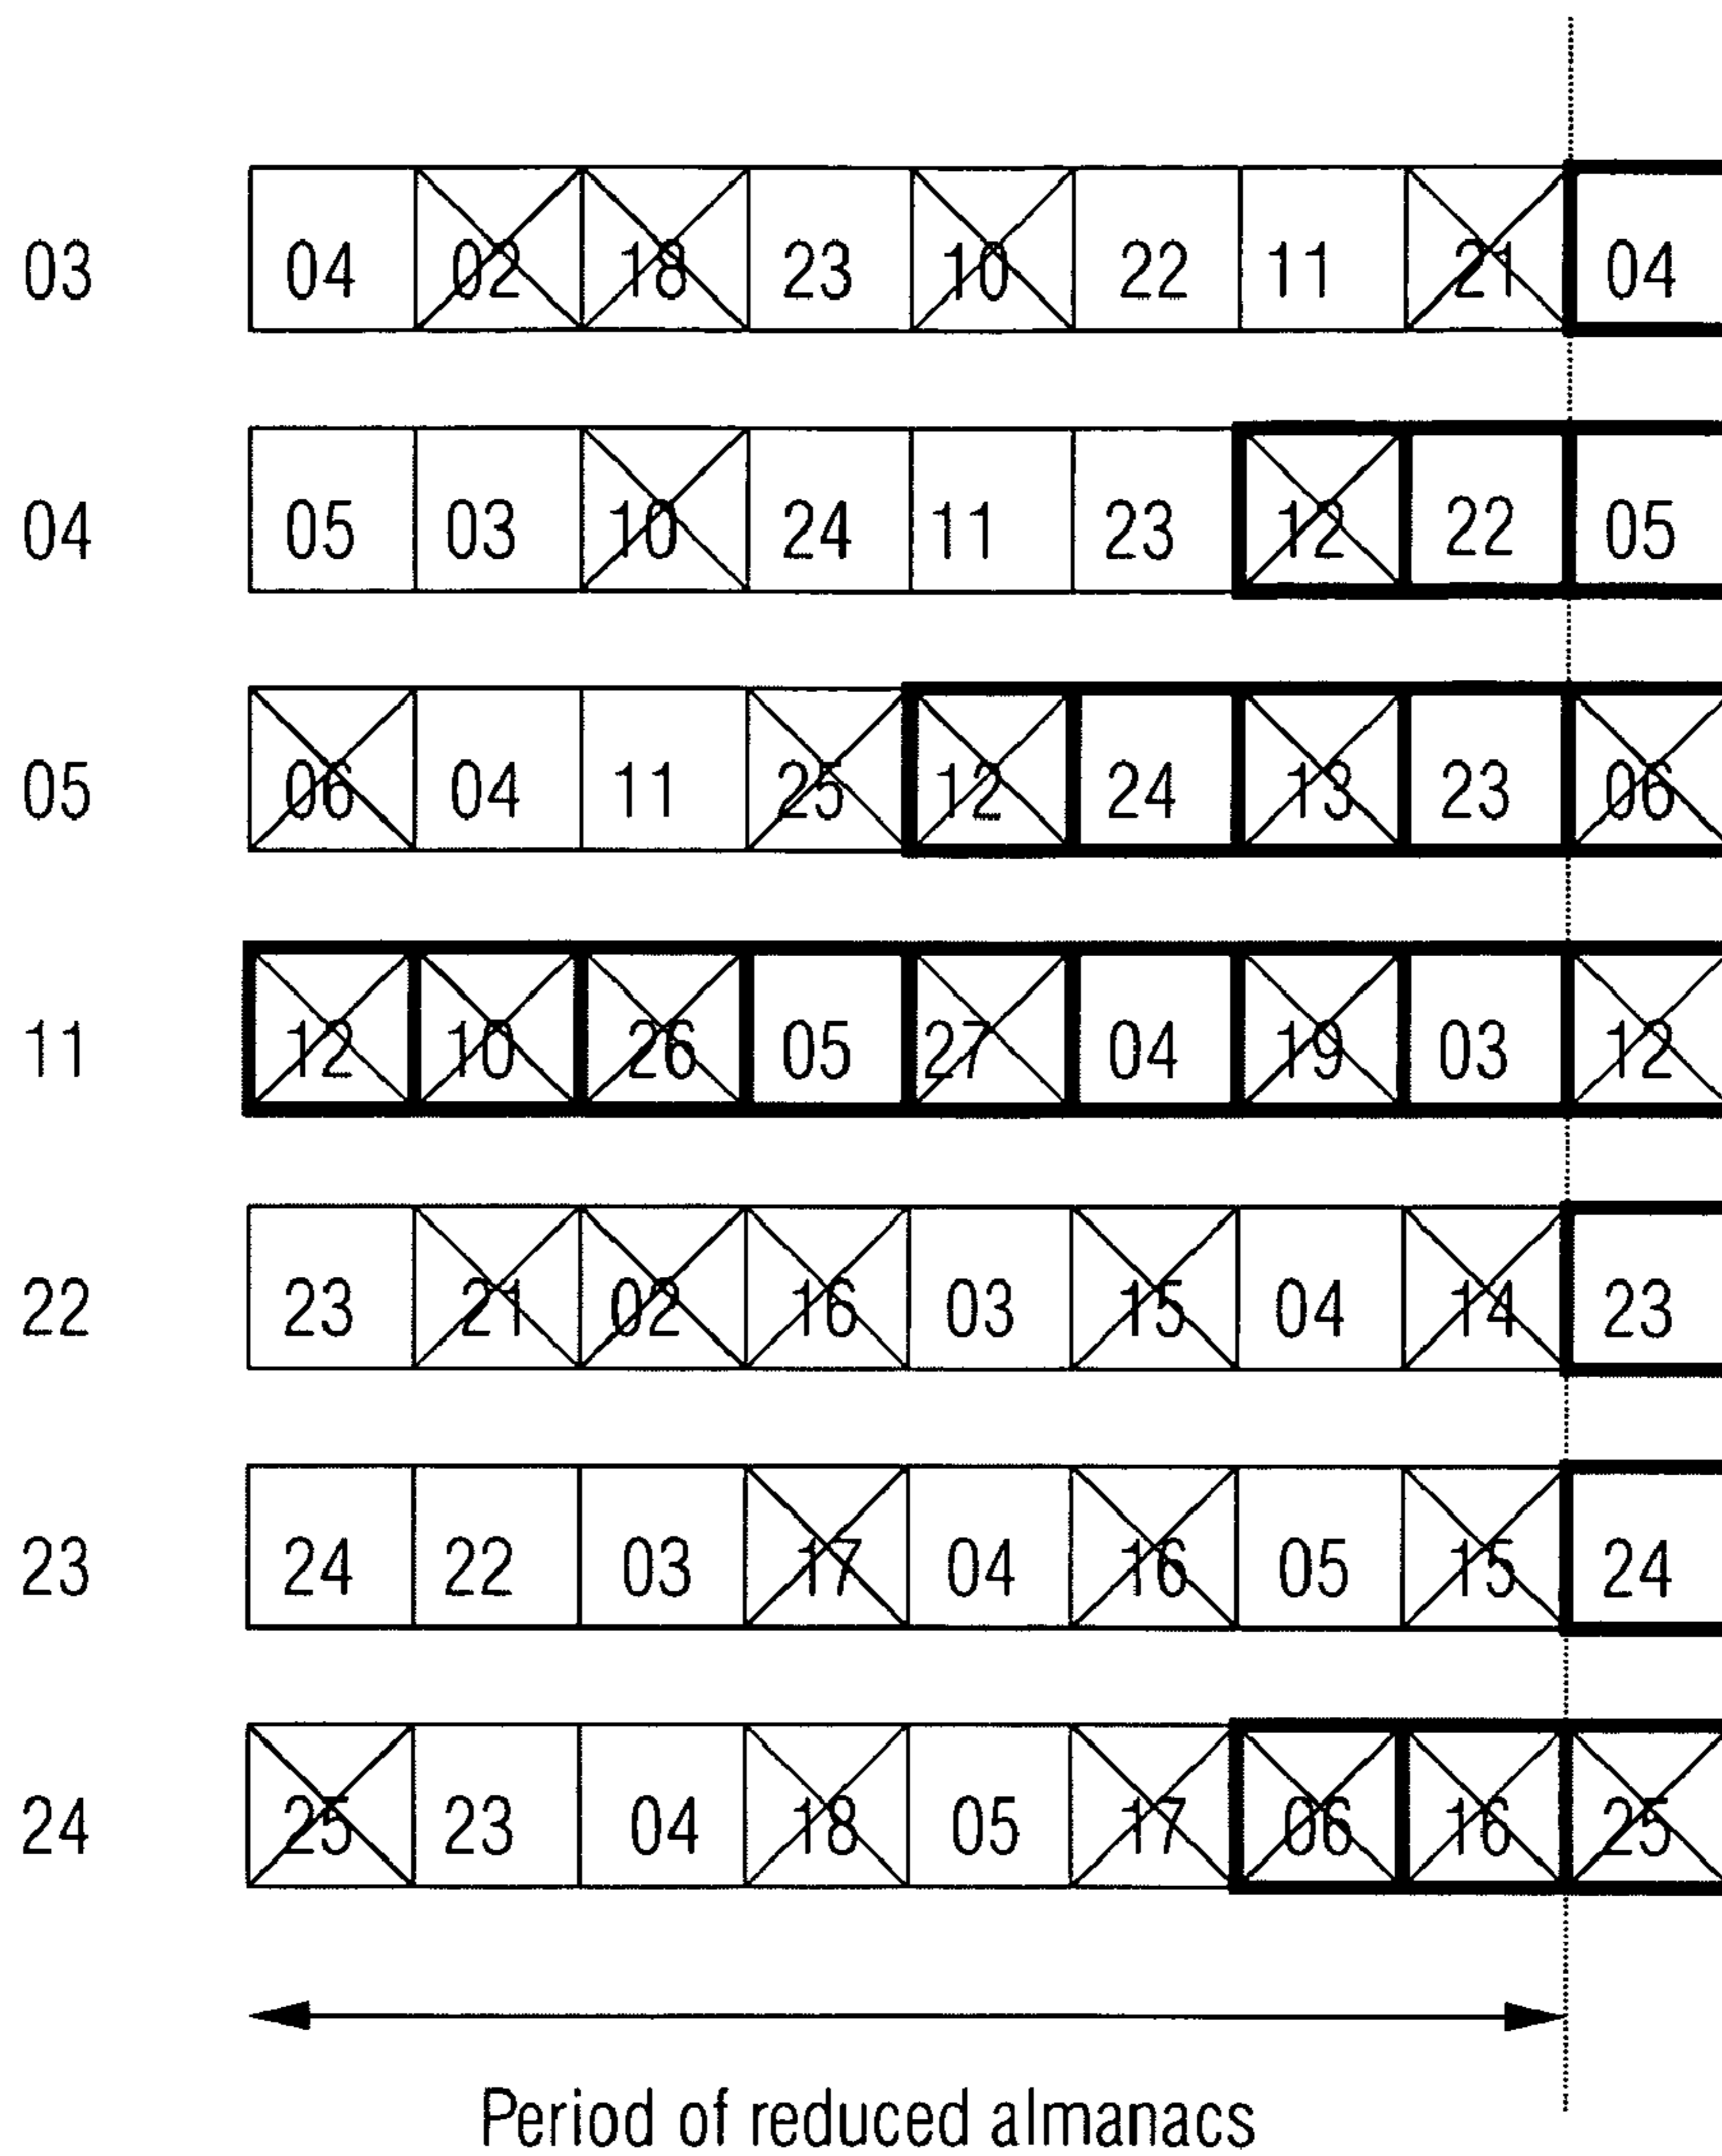 03 04 02 18 23 10 22 11 21 04
04 05 03 10 24 11 23 12 22 05
05 06 04 11 25 12 24 13 23 06
11 12 10 26 05 27 04 19 03 12
22 23 21 02 16 03 15 04 14 23
23 24 22 03 17 04 16 05 15 24
24 25 23 04 18 05 17 06 16 25
Period of reduced almanacs